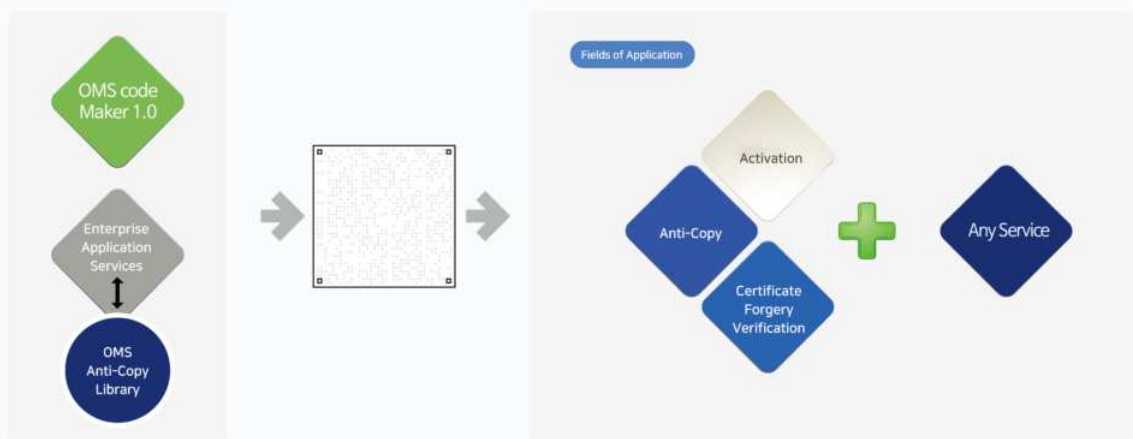 OMS code
Maker 1.0
Enterprise
Application
Services
OMS
Anti-Copy
Library
Fields of Application
Activation
Anti-Copy
Certificate
Forgery
Verification
Any Service